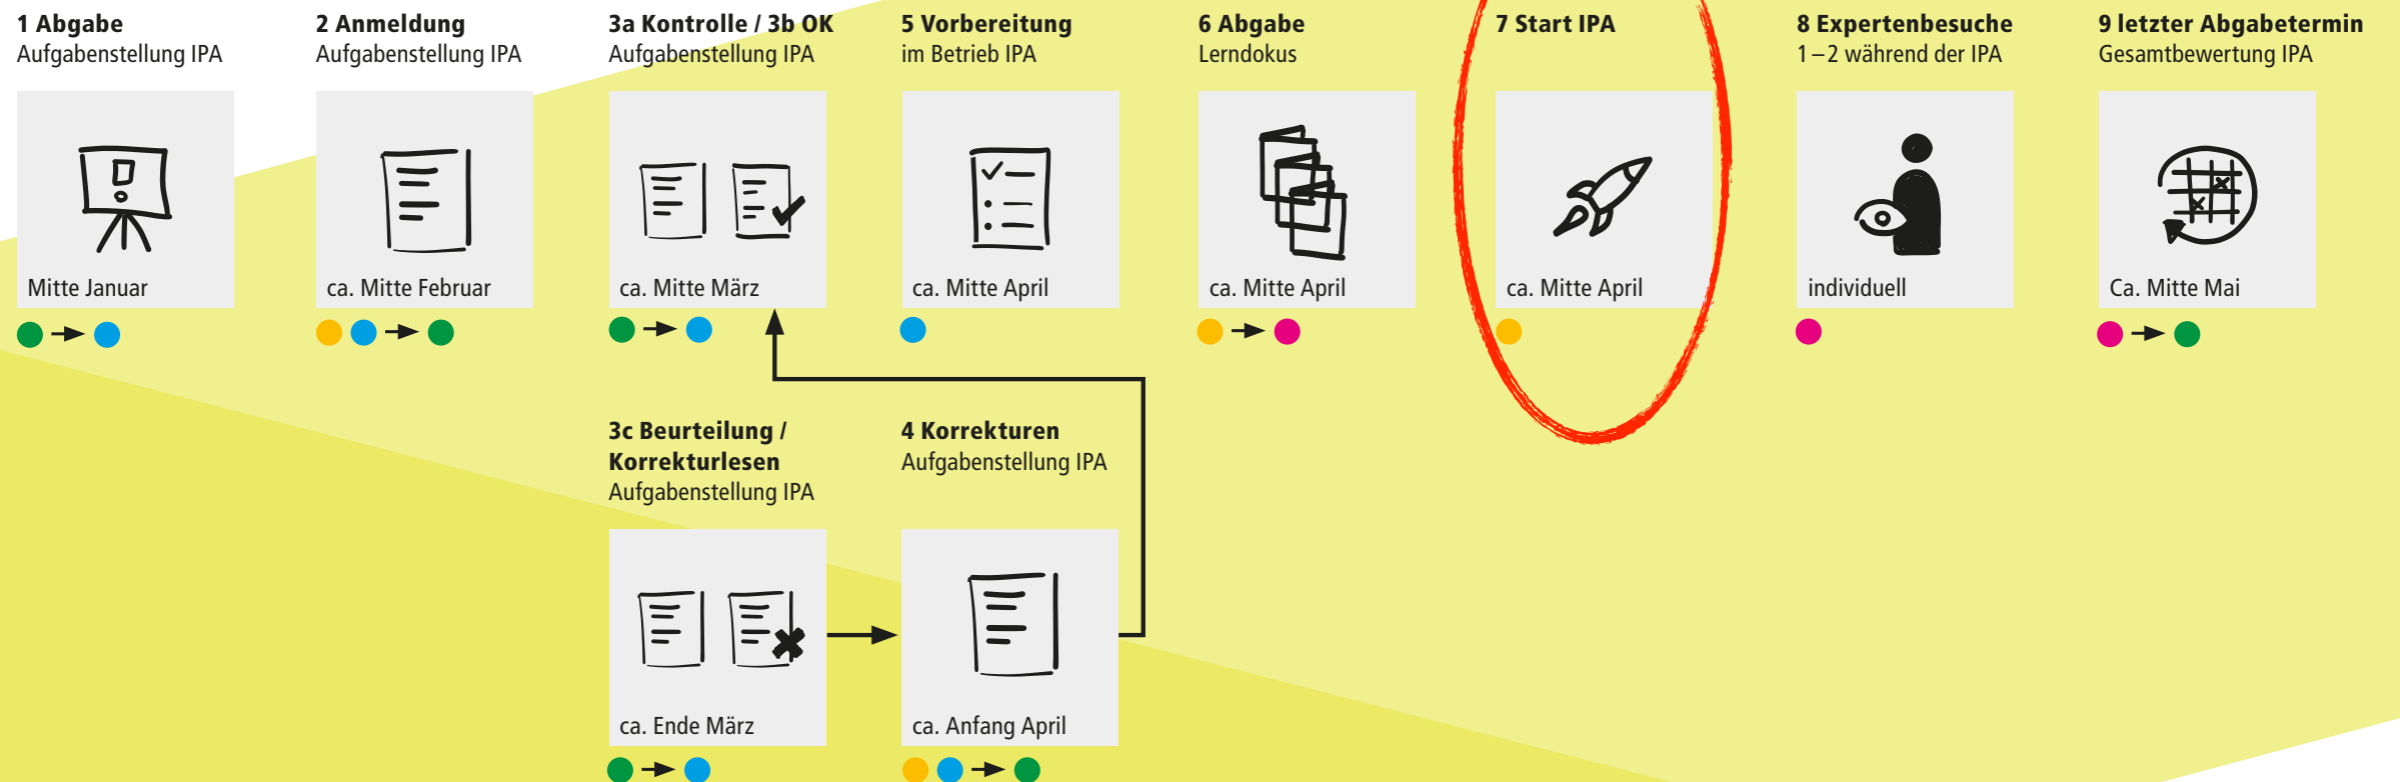 1 Abgabe
Aufgabenstellung IPA
Mitte Januar
2 Anmeldung
Aufgabenstellung IPA
ca. Mitte Februar
3a Kontrolle / 3b OK
Aufgabenstellung IPA
ca. Mitte März
5 Vorbereitung
im Betrieb IPA
ca. Mitte April
6 Abgabe
Lerndokus
ca. Mitte April
7 Start IPA
ca. Mitte April
8 Expertenbesuche
1–2 während der IPA
individuell
9 letzter Abgabetermin
Gesamtbewertung IPA
Ca. Mitte Mai
3c Beurteilung /
Korrekturlesen
Aufgabenstellung IPA
ca. Ende März
4 Korrekturen
Aufgabenstellung IPA
ca. Anfang April